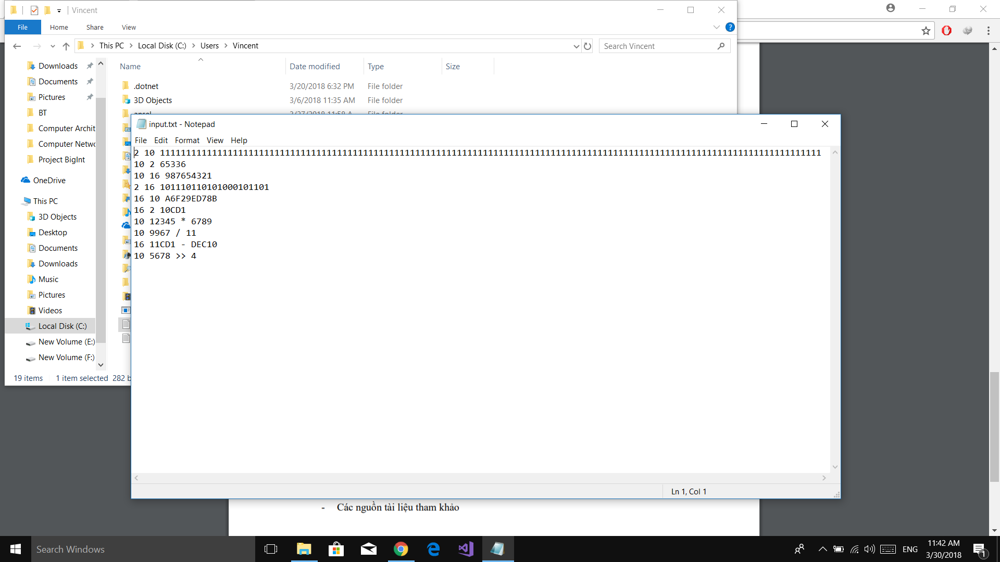 Vincent
File Home Share View
This PC Local Disk (C:) Users Vincent
Search Vincent
Name Date modified Type Size
Downloads
Documents
Pictures
BT
Computer Archit
Computer Netwo
Project BigInt
OneDrive
This PC
3D Objects
Desktop
Documents
Downloads
Music
Pictures
Videos
Local Disk (C:)
New Volume (E:)
New Volume (F:)
.dotnet 3/20/2018 6:32 PM File folder
3D Objects 3/6/2018 11:35 AM File folder
19 items 1 item selected 282 b
input.txt - Notepad
File Edit Format View Help
2 10 1111111111111111111111111111111111111111111111111111111111111111111111111111111111111111111111111111111111111111111111111111111
10 2 65336
10 16 987654321
2 16 101110110101000101101
16 10 A6F29ED78B
16 2 10CD1
10 12345 * 6789
10 9967 / 11
16 11CD1 - DEC10
10 5678 >> 4
Ln 1, Col 1
- Các nguồn tài liệu tham khảo
Search Windows
ENG
11:42 AM
3/30/2018
1